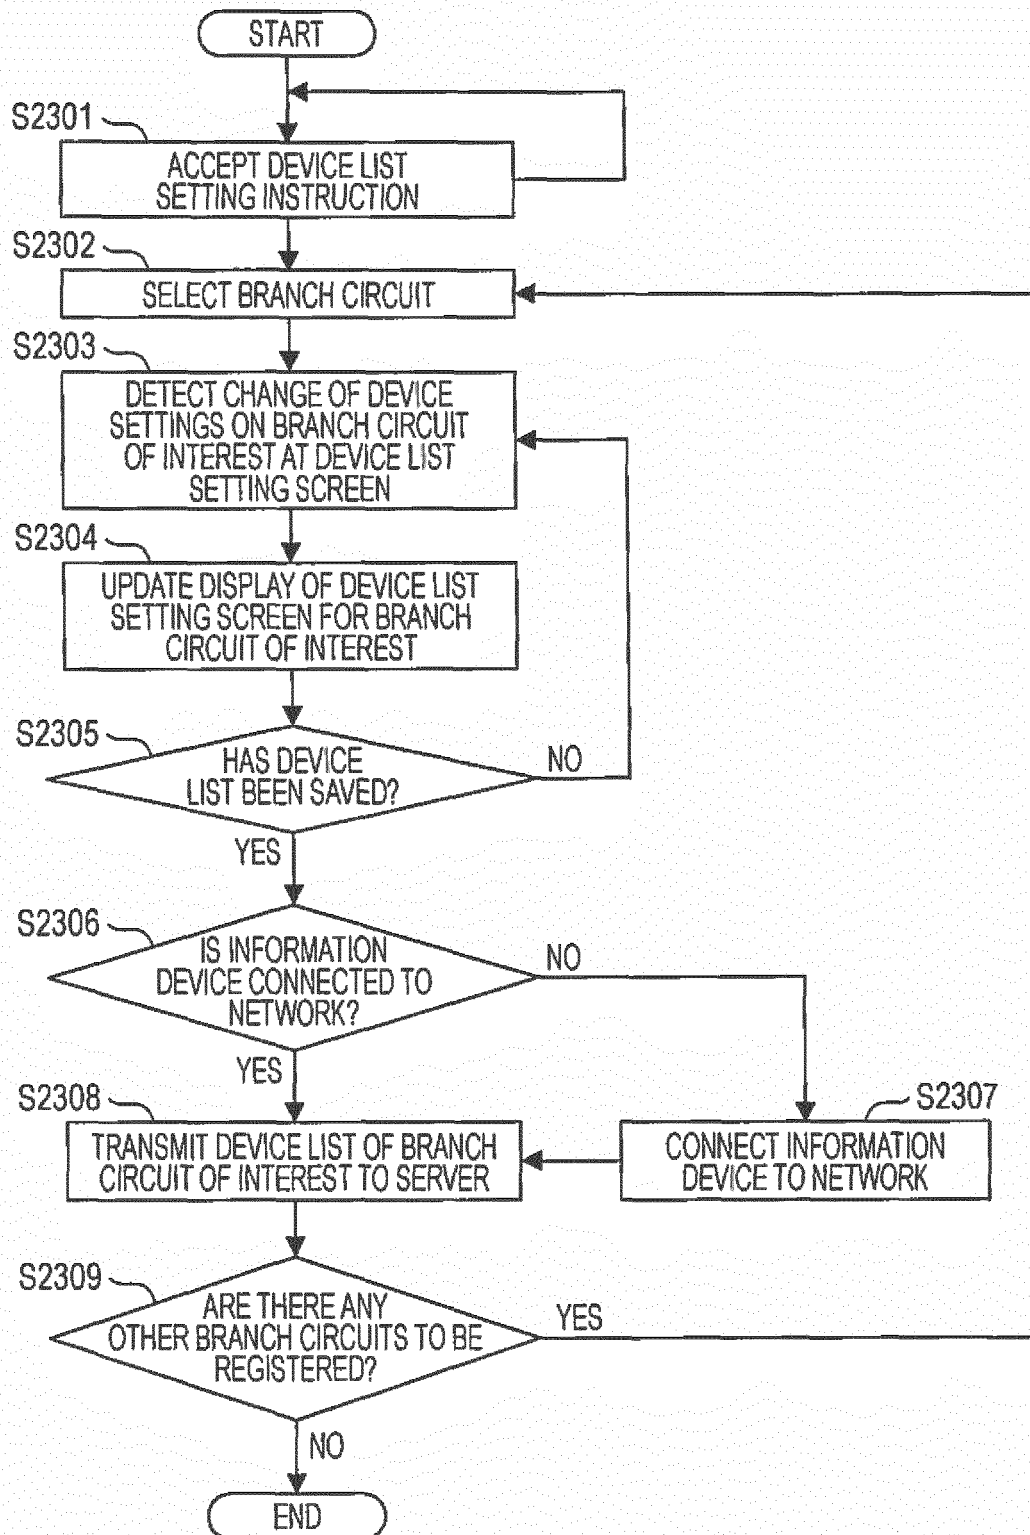 START
S2301
ACCEPT DEVICE LIST
SETTING INSTRUCTION
S2302
SELECT BRANCH CIRCUIT
S2303
DETECT CHANGE OF DEVICE
SETTINGS ON BRANCH CIRCUIT
OF INTEREST AT DEVICE LIST
SETTING SCREEN
S2304
UPDATE DISPLAY OF DEVICE LIST
SETTING SCREEN FOR BRANCH
CIRCUIT OF INTEREST
S2305
HAS DEVICE
LIST BEEN SAVED?
NO
YES
S2306
IS INFORMATION
DEVICE CONNECTED TO
NETWORK?
NO
YES
S2308
TRANSMIT DEVICE LIST OF BRANCH
CIRCUIT OF INTEREST TO SERVER
S2307
CONNECT INFORMATION
DEVICE TO NETWORK
S2309
ARE THERE ANY
OTHER BRANCH CIRCUITS TO BE
REGISTERED?
YES
NO
END